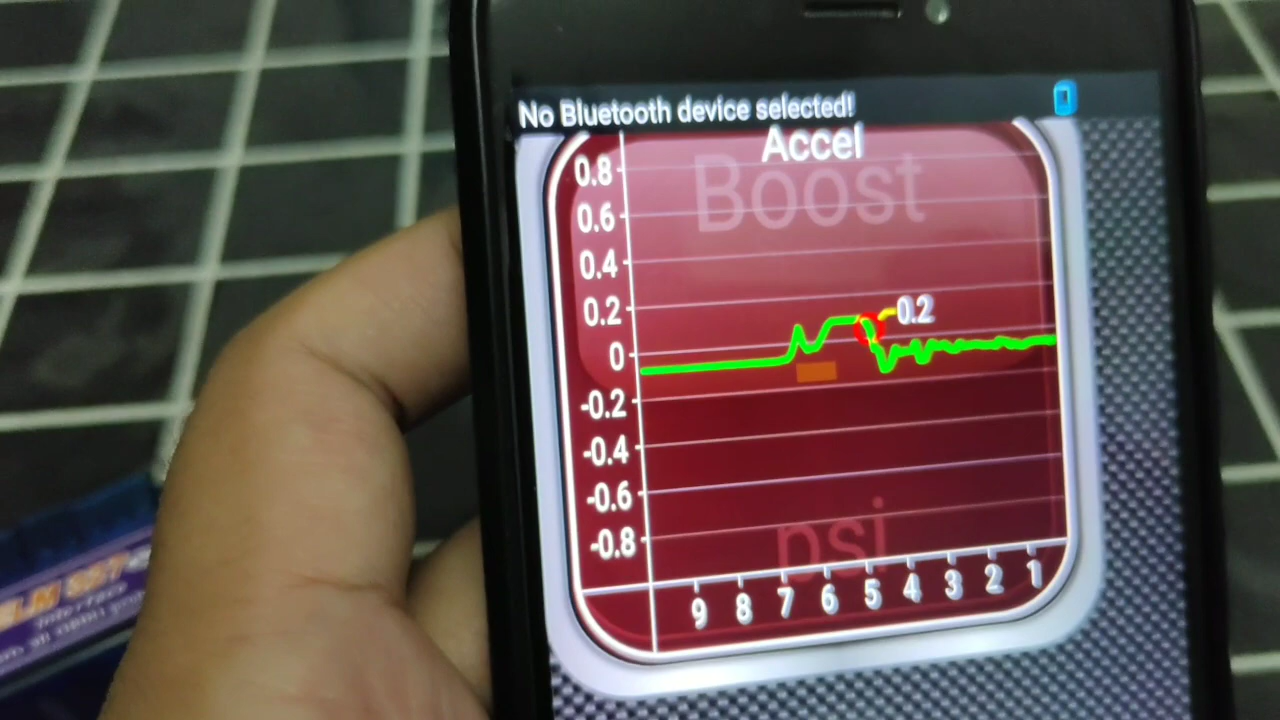 No Bluetooth device selected!
Accel
Boost
0.8
0.6
0.4
0.2
0.2
0
-0.2
-0.4
-0.6
-0.8
psi
9 8 7 6 5 4 3 2 1
Interface